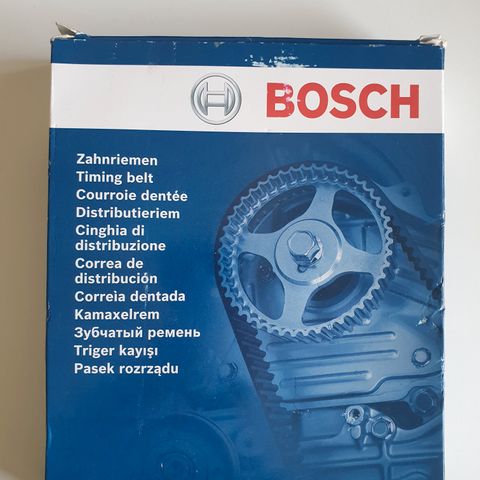 BOSCH
Zahnriemen
Timing belt
Courroie dentée
Distributieriem
Cinghia di
distribuzione
Correa de
distribución
Correia dentada
Kamaxelrem
Зубчатый ремень
Triger kayışı
Pasek rozrządu